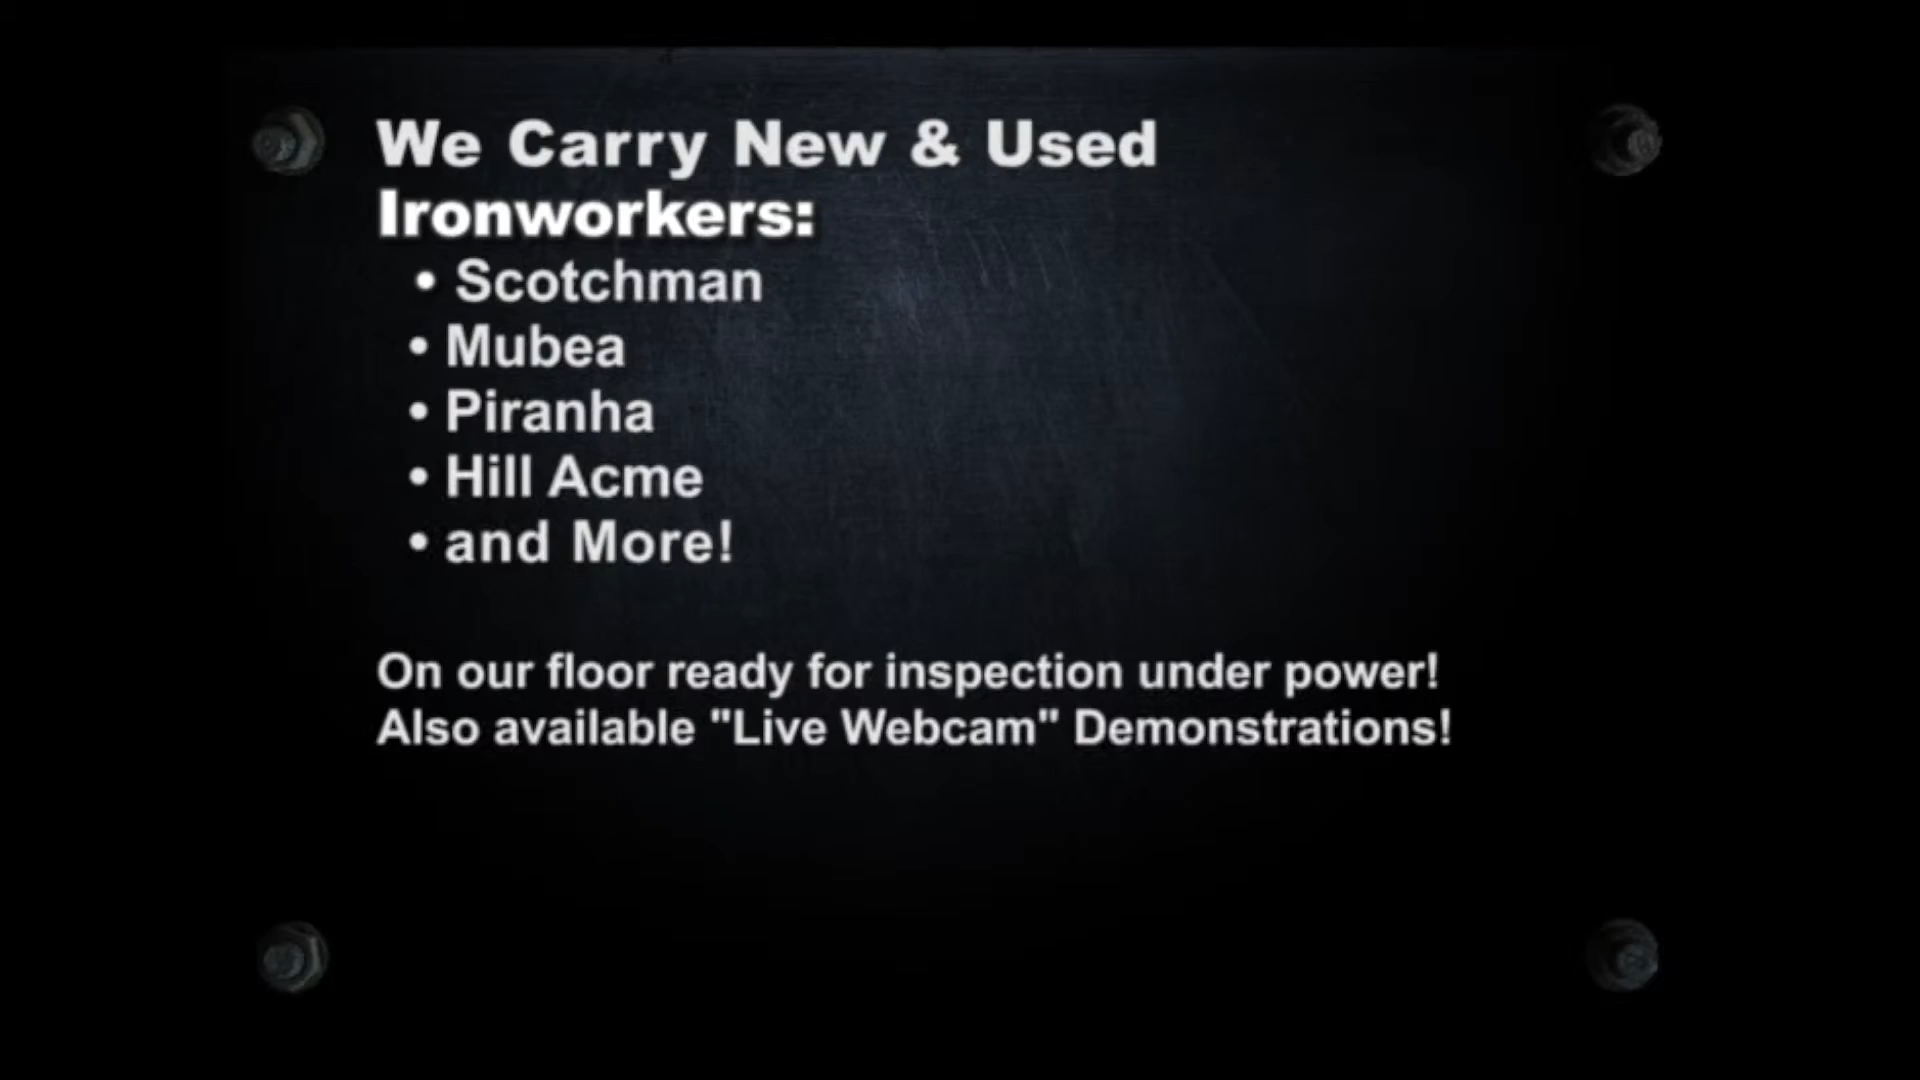 We Carry New & Used
Ironworkers:
• Scotchman
• Mubea
• Piranha
• Hill Acme
• and More!
On our floor ready for inspection under power!
Also available "Live Webcam" Demonstrations!